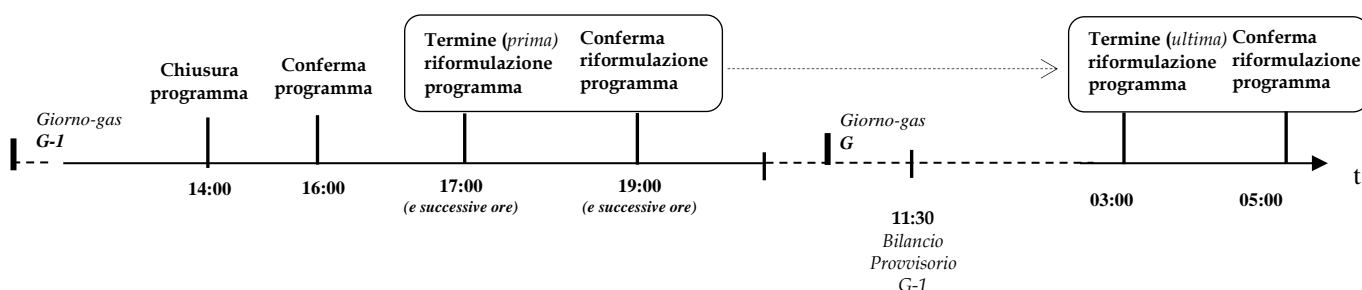 Chiusura
programma
Conferma
programma
Termine (prima)
riformulazione
programma
Conferma
riformulazione
programma
Termine (ultima)
riformulazione
programma
Conferma
riformulazione
programma
Giorno-gas
G-1
Giorno-gas
G
14:00
16:00
17:00
(e successive ore)
19:00
(e successive ore)
11:30
Bilancio
Provvisorio
G-1
03:00
05:00
t